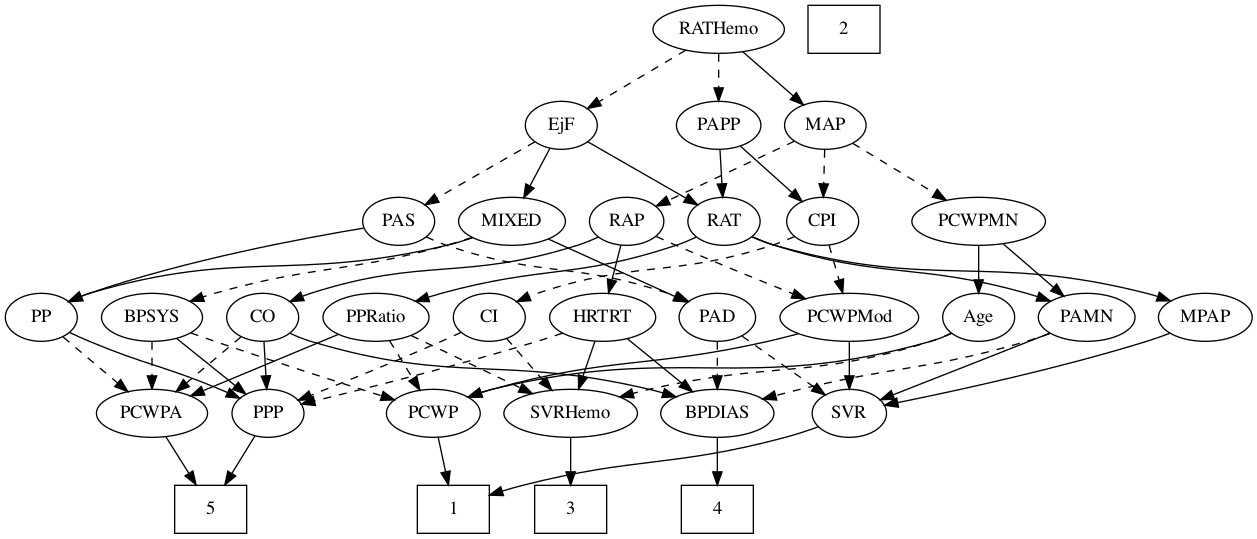 RATHemo
2
EjF
PAPP
MAP
PAS
MIXED
RAP
RAT
CPI
PCWPMN
PP
BPSYS
CO
PPRatio
CI
HRTRT
PAD
PCWPMod
Age
PAMN
MPAP
PCWPA
PPP
PCWP
SVRHemo
BPDIAS
SVR
5
1
3
4